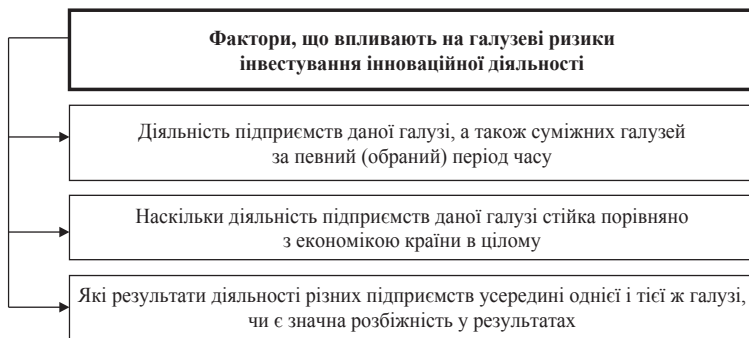 Фактори, що впливають на галузеві ризики
інвестування інноваційної діяльності
Діяльність підприємств даної галузі, а також суміжних галузей
за певний (обраний) період часу
Наскільки діяльність підприємств даної галузі стійка порівняно
з економікою країни в цілому
Які результати діяльності різних підприємств усередині однієї і тієї ж галузі,
чи є значна розбіжність у результатах